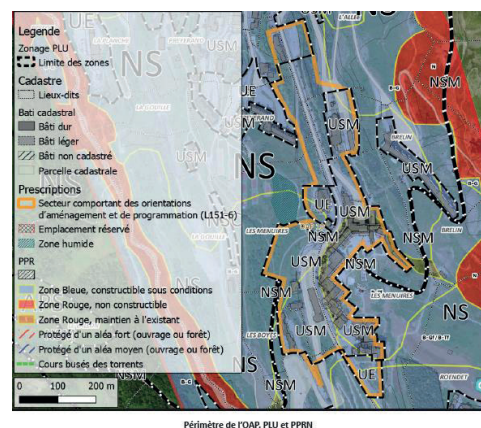 Legende
Zonage PLU
Limite des zones
Cadastre
Lieux-dits
Bati cadastral
Bâti dur
Bâti léger
Bâti non cadastré
Parcelle cadastrale
Prescriptions
Secteur comportant des orientations
d'aménagement et de programmation (L151-6)
Emplacement réservé
Zone humide
PPR
Zone Bleue, constructible sous conditions
Zone Rouge, non constructible
Zone Rouge, maintien à l'existant
Protégé d'un aléa fort (ouvrage ou forêt)
Protégé d'un aléa moyen (ouvrage ou forêt)
Cours busés des torrents
0 100 200 m
UE
USM
NS
UE
USM
BRELIN
NSM
NS
UE
USM
LES MENUIRES
NSM
NSM
BRELIN
USM
NSM
NSM
LES MENUIRES
USM
USM
NS
LES BOYES
NSM
UE
NS
NSM
Périmètre de l'OAP, PLU et PPRN